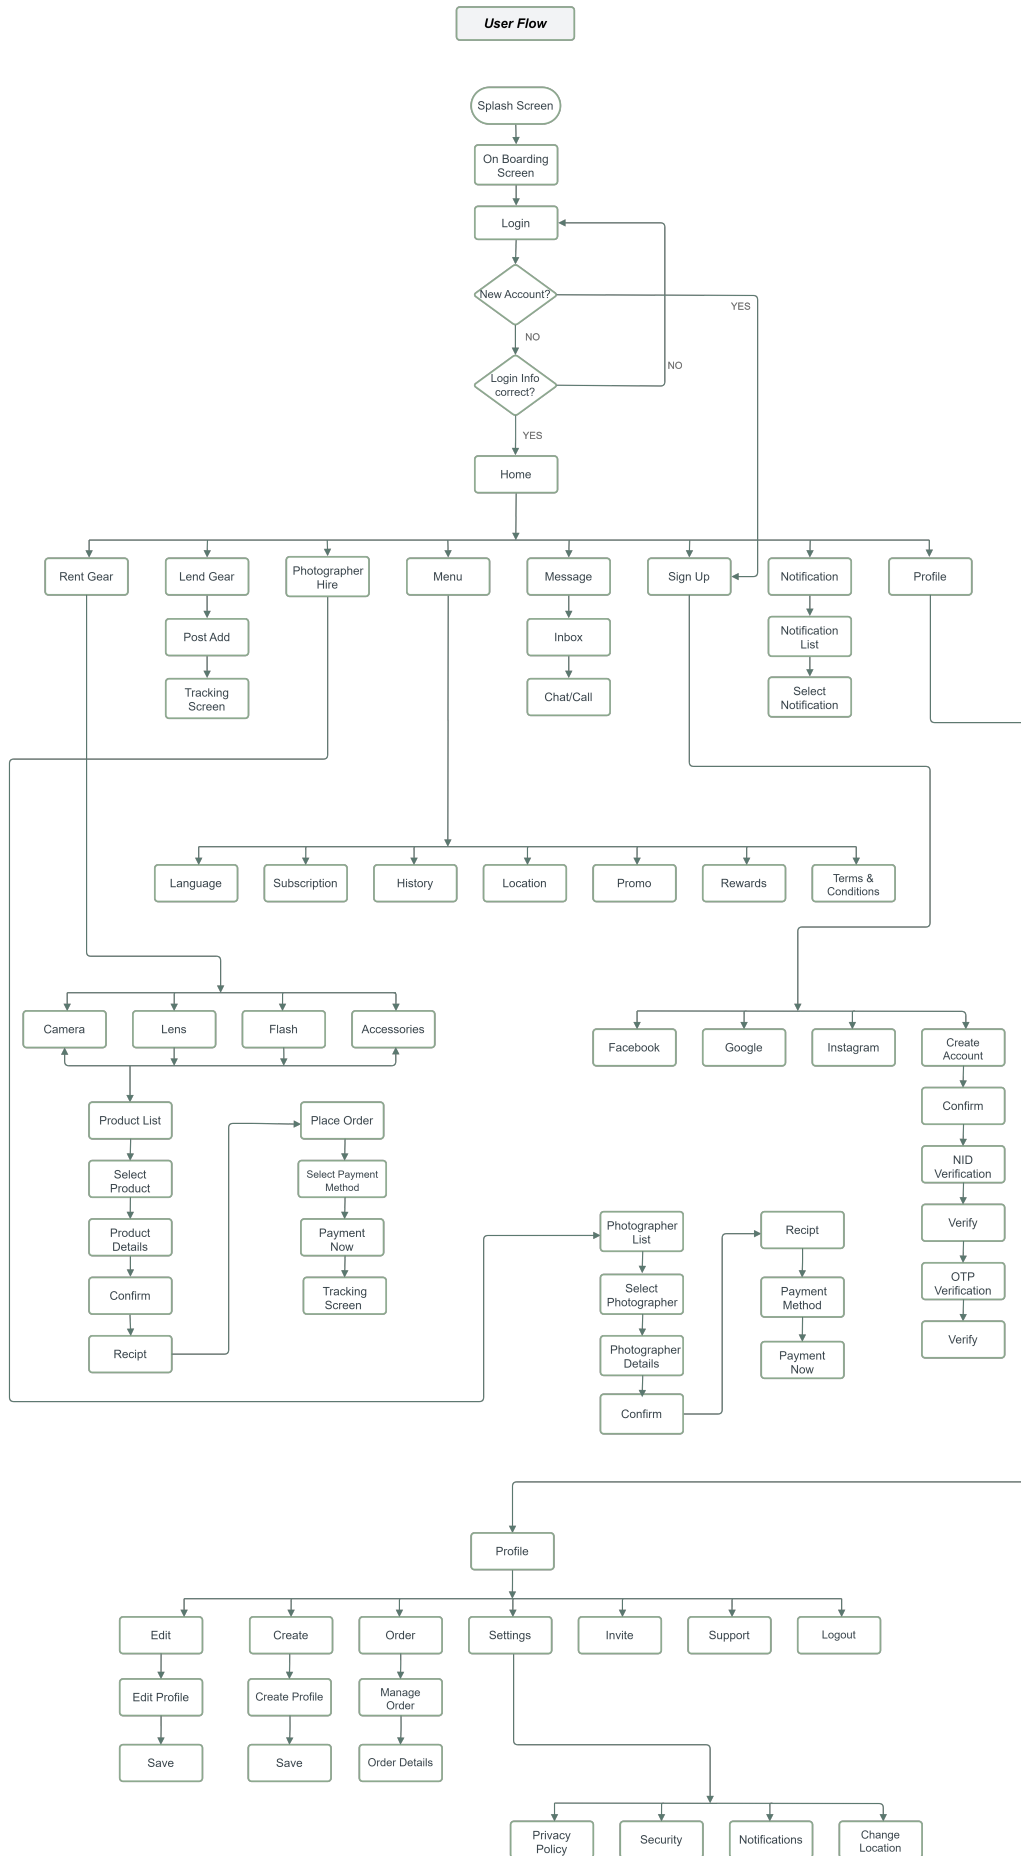 User Flow
Splash Screen
On Boarding
Screen
Login
New Account?
YES
NO
NO
Login Info
correct?
YES
Home
Rent Gear
Lend Gear
Photographer
Hire
Menu
Message
Sign Up
Notification
Profile
Post Add
Inbox
Notification
List
Tracking
Screen
Chat/Call
Select
Notification
Language
Subscription
History
Location
Promo
Rewards
Terms &
Conditions
Camera
Lens
Flash
Accessories
Facebook
Google
Instagram
Create
Account
Confirm
NID
Verification
Verify
OTP
Verification
Verify
Product List
Select
Product
Product
Details
Confirm
Recipt
Place Order
Select Payment
Method
Payment
Now
Tracking
Screen
Photographer
List
Select
Photographer
Photographer
Details
Confirm
Recipt
Payment
Method
Payment
Now
Profile
Edit
Create
Order
Settings
Invite
Support
Logout
Edit Profile
Create Profile
Manage
Order
Save
Save
Order Details
Privacy
Policy
Security
Notifications
Change
Location